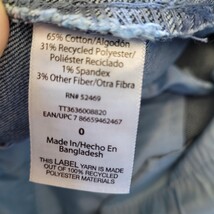 65% Cotton/Algodón
31% Recycled Polyester/
Poliéster Reciclado
1% Spandex
3% Other Fiber/Otra Fibra
RN# 52469
TT3636008820
EAN/UPC 7 86659462467
0
Made In/Hecho En
Bangladesh
This LABEL YARN IS MADE
OUT OF 100% RECYCLED
POLYESTER MATERIALS